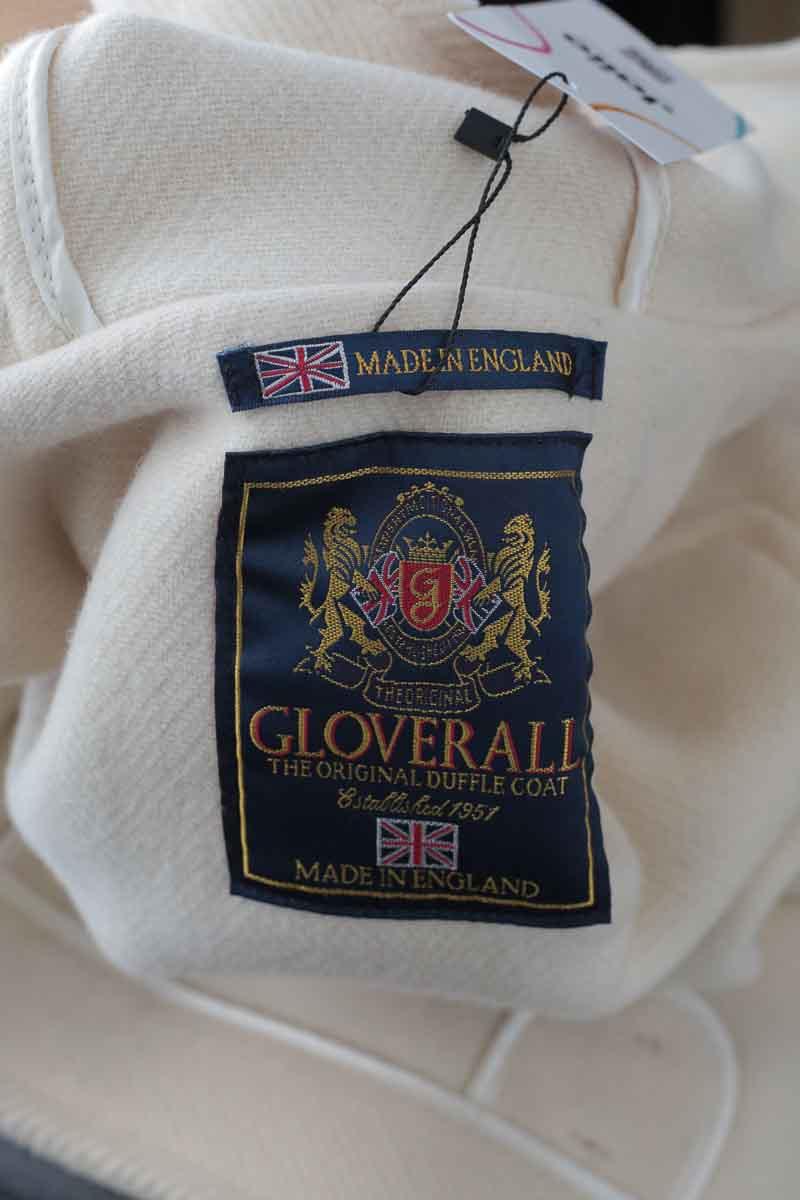 MADE IN ENGLAND
G
THE ORIGINAL
GLOVERALL
THE ORIGINAL DUFFLE COAT
Established 1951
MADE IN ENGLAND